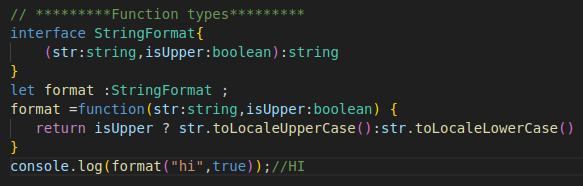 // *********Function types*********
interface StringFormat{
    (str:string,isUpper:boolean):string
}
let format :StringFormat ;
format =function(str:string,isUpper:boolean) {
   return isUpper ? str.toLocaleUpperCase():str.toLocaleLowerCase()
}
console.log(format("hi",true));//HI